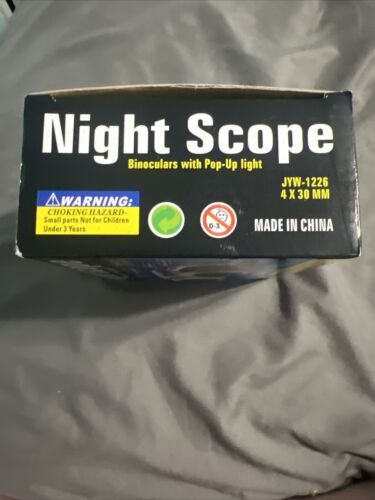 Night Scope
Binoculars with Pop-Up light
JYW-1226
4 X 30 MM
WARNING:
CHOKING HAZARD-
Small parts Not for Children
Under 3 Years
0-3
MADE IN CHINA